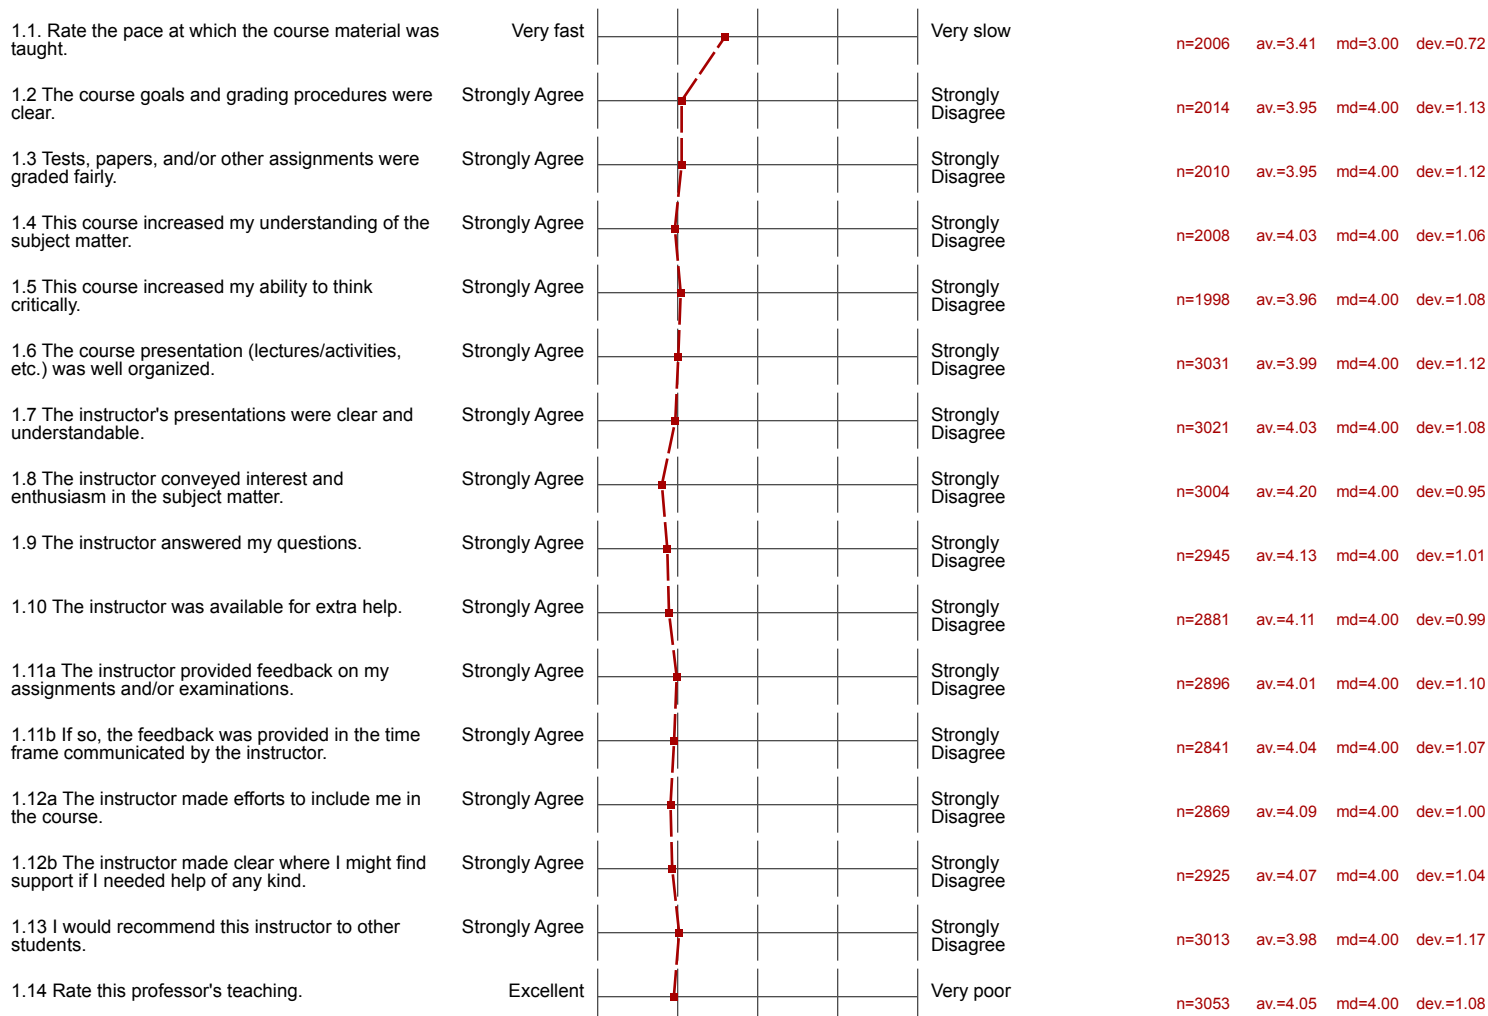 1.1. Rate the pace at which the course material was
taught.
Very fast
Very slow
n=2006 av.=3.41 md=3.00 dev.=0.72
1.2 The course goals and grading procedures were
clear.
Strongly Agree
Strongly
Disagree
n=2014 av.=3.95 md=4.00 dev.=1.13
1.3 Tests, papers, and/or other assignments were
graded fairly.
Strongly Agree
Strongly
Disagree
n=2010 av.=3.95 md=4.00 dev.=1.12
1.4 This course increased my understanding of the
subject matter.
Strongly Agree
Strongly
Disagree
n=2008 av.=4.03 md=4.00 dev.=1.06
1.5 This course increased my ability to think
critically.
Strongly Agree
Strongly
Disagree
n=1998 av.=3.96 md=4.00 dev.=1.08
1.6 The course presentation (lectures/activities,
etc.) was well organized.
Strongly Agree
Strongly
Disagree
n=3031 av.=3.99 md=4.00 dev.=1.12
1.7 The instructor's presentations were clear and
understandable.
Strongly Agree
Strongly
Disagree
n=3021 av.=4.03 md=4.00 dev.=1.08
1.8 The instructor conveyed interest and
enthusiasm in the subject matter.
Strongly Agree
Strongly
Disagree
n=3004 av.=4.20 md=4.00 dev.=0.95
1.9 The instructor answered my questions.
Strongly Agree
Strongly
Disagree
n=2945 av.=4.13 md=4.00 dev.=1.01
1.10 The instructor was available for extra help.
Strongly Agree
Strongly
Disagree
n=2881 av.=4.11 md=4.00 dev.=0.99
1.11a The instructor provided feedback on my
assignments and/or examinations.
Strongly Agree
Strongly
Disagree
n=2896 av.=4.01 md=4.00 dev.=1.10
1.11b If so, the feedback was provided in the time
frame communicated by the instructor.
Strongly Agree
Strongly
Disagree
n=2841 av.=4.04 md=4.00 dev.=1.07
1.12a The instructor made efforts to include me in
the course.
Strongly Agree
Strongly
Disagree
n=2869 av.=4.09 md=4.00 dev.=1.00
1.12b The instructor made clear where I might find
support if I needed help of any kind.
Strongly Agree
Strongly
Disagree
n=2925 av.=4.07 md=4.00 dev.=1.04
1.13 I would recommend this instructor to other
students.
Strongly Agree
Strongly
Disagree
n=3013 av.=3.98 md=4.00 dev.=1.17
1.14 Rate this professor's teaching.
Excellent
Very poor
n=3053 av.=4.05 md=4.00 dev.=1.08